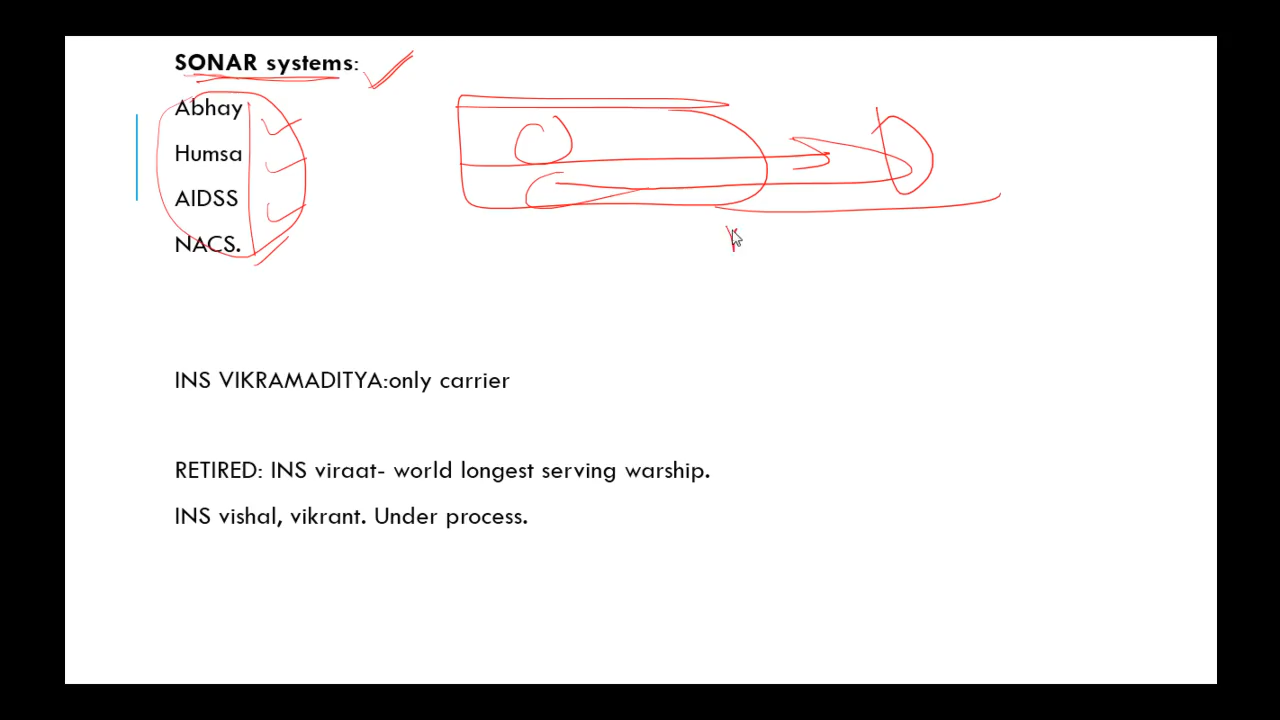 SONAR systems:
Abhay
Humsa
AIDSS
NACS.
INS VIKRAMADITYA:only carrier
RETIRED: INS viraat- world longest serving warship.
INS vishal, vikrant. Under process.